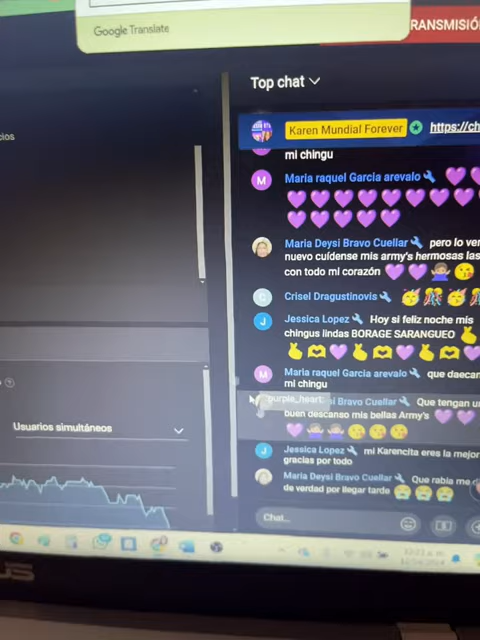 Google Translate
RANSMISIÓ
Top chat
cios
Karen Mundial Forever https://ch
mi chingu
M Maria raquel Garcia arevalo
Maria Deysi Bravo Cuellar pero lo ver
nuevo cuídense mis army's hermosas las
con todo mi corazón
C Crisel Dragustinovis
J Jessica Lopez Hoy si feliz noche mis
chingus lindas BORAGE SARANGUEO
M Maria raquel Garcia arevalo que daecan
mi chingu
purple_heart: i Bravo Cuellar Que tengan un
buen descanso mis bellas Army's
Usuarios simultáneos
J Jessica Lopez mi Karencita eres la mejor
gracias por todo
Maria Deysi Bravo Cuellar Que rabia me
de verdad por llegar tarde
Chat...